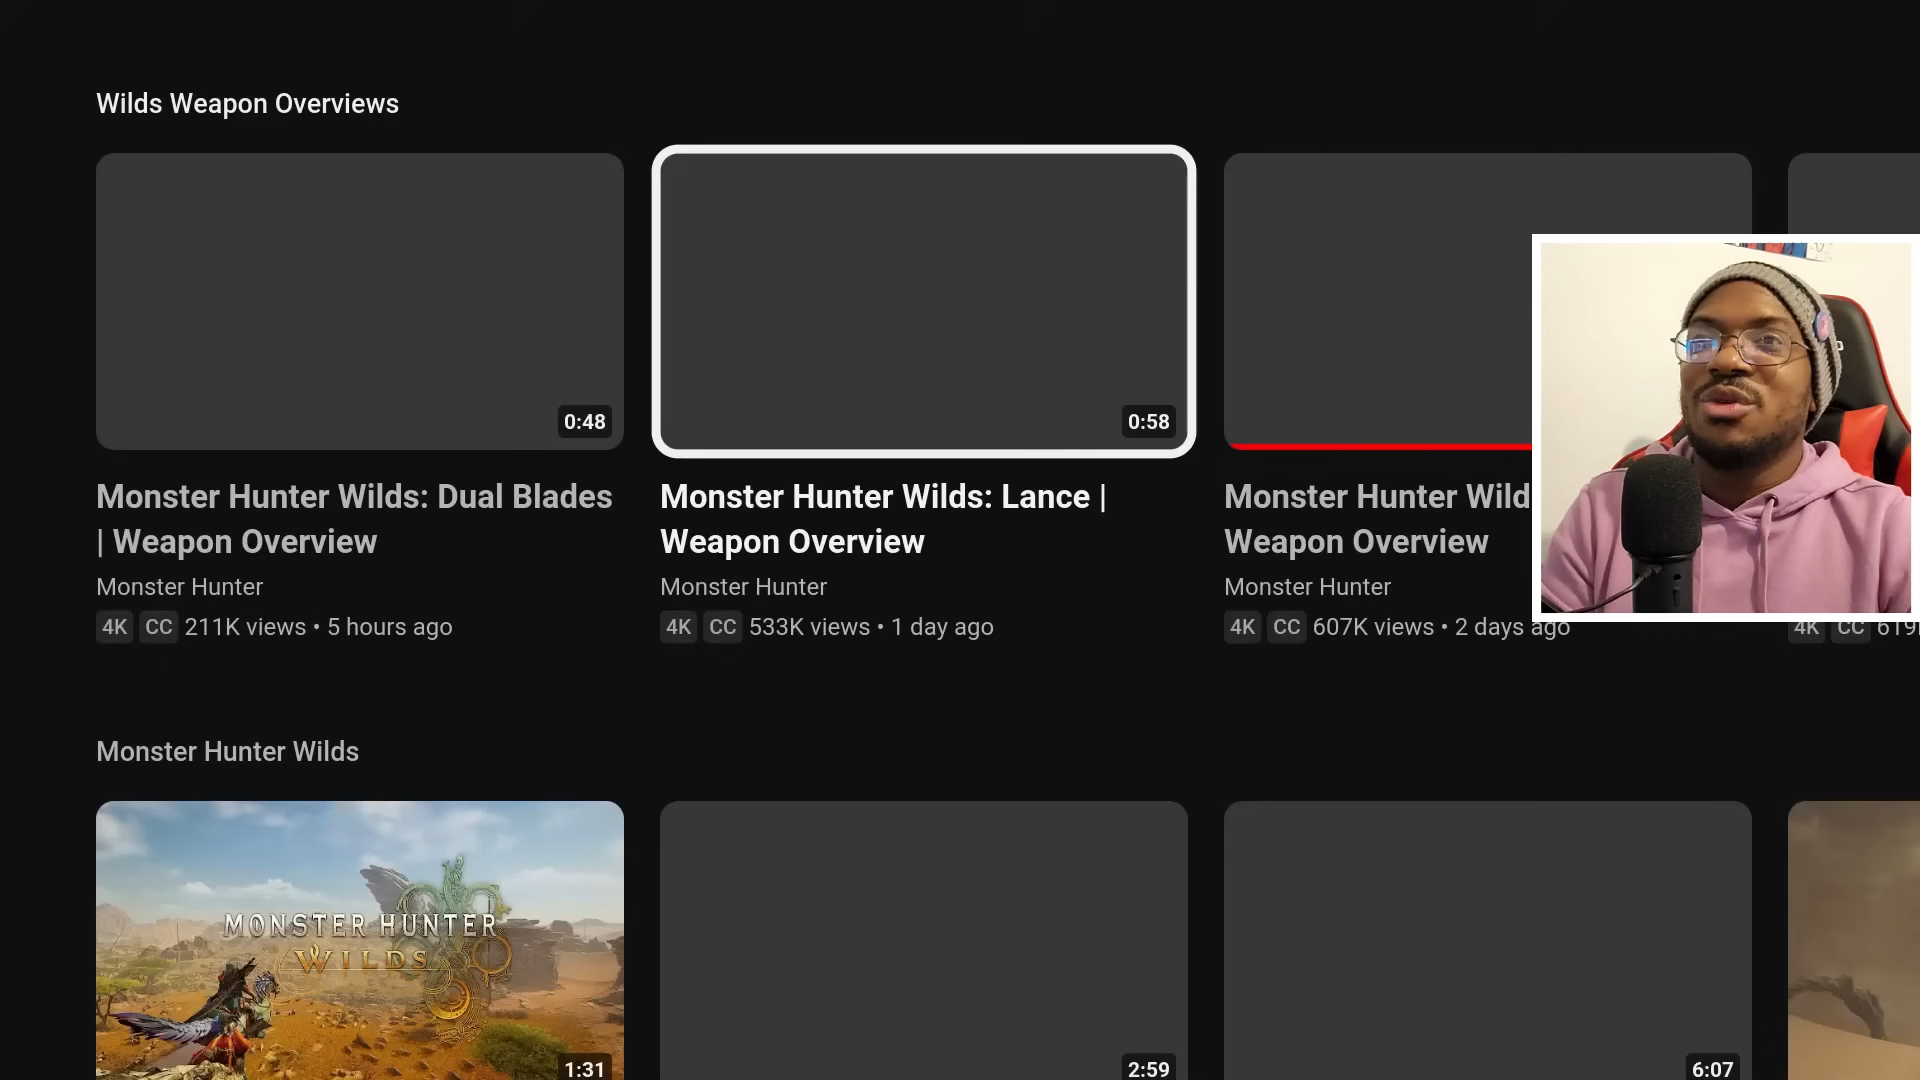 Wilds Weapon Overviews
0:48
0:58
Monster Hunter Wilds: Dual Blades
| Weapon Overview
Monster Hunter
4K CC 211K views • 5 hours ago
Monster Hunter Wilds: Lance |
Weapon Overview
Monster Hunter
4K CC 533K views • 1 day ago
Monster Hunter Wild
Weapon Overview
Monster Hunter
4K CC 607K views • 2 days ago
4K CC 619
Monster Hunter Wilds
MONSTER HUNTER
WILDS
1:31
2:59
6:07